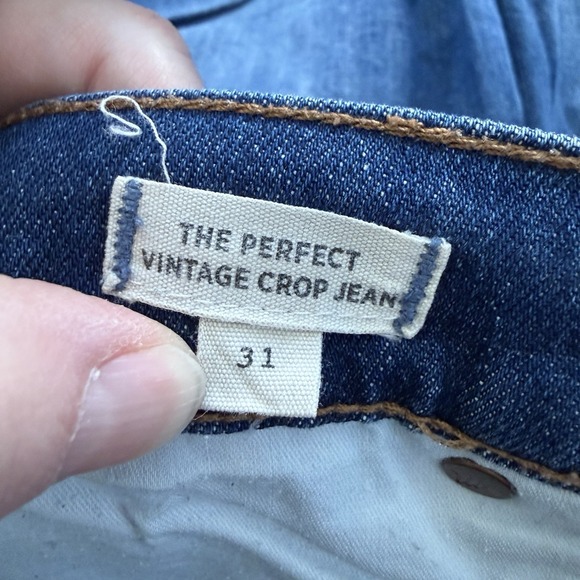 THE PERFECT
VINTAGE CROP JEAN
31